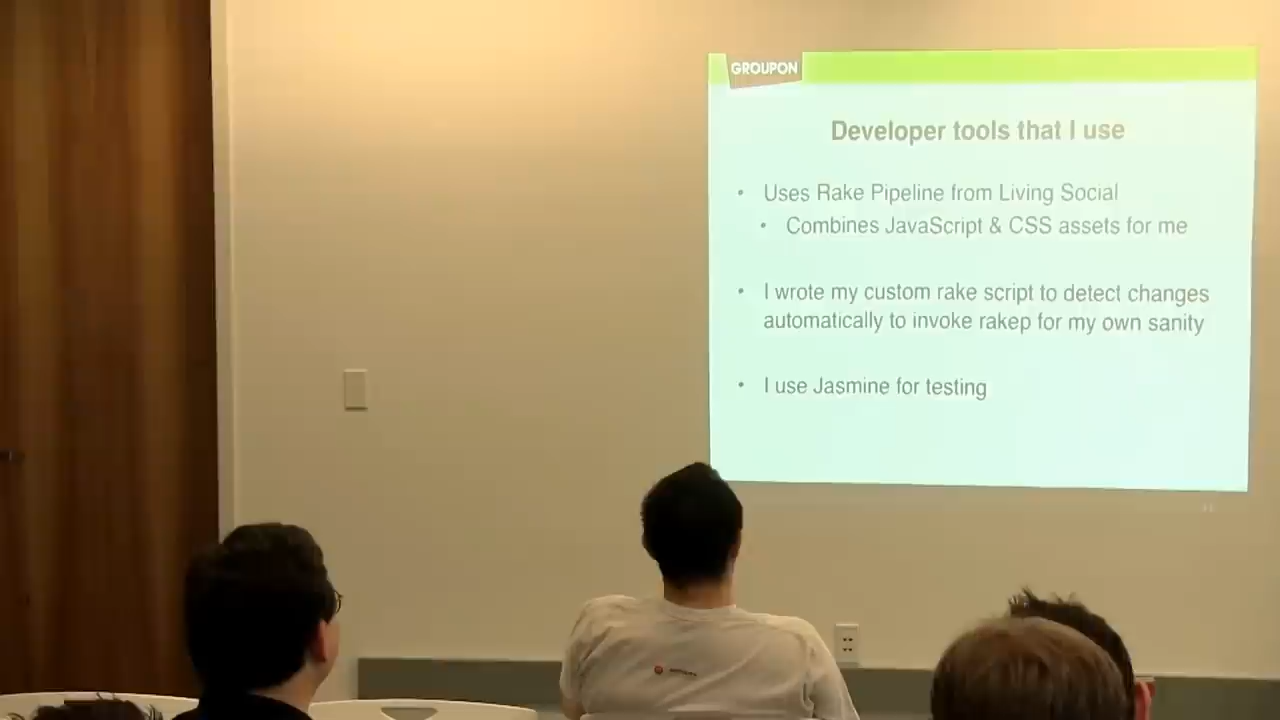 GROUPON
Developer tools that I use
• Uses Rake Pipeline from Living Social
• Combines JavaScript & CSS assets for me
• I wrote my custom rake script to detect changes
automatically to invoke rakep for my own sanity
• I use Jasmine for testing